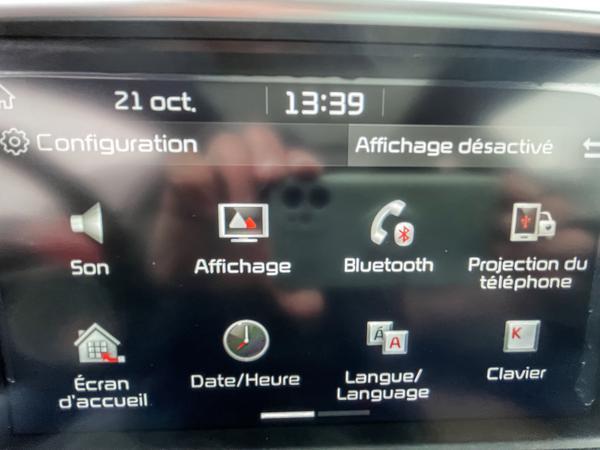 21 oct. 13:39
Configuration Affichage désactivé
Son Affichage Bluetooth Projection du
téléphone
Á
A
K
Écran
d'accueil Date/Heure Langue/
Language Clavier